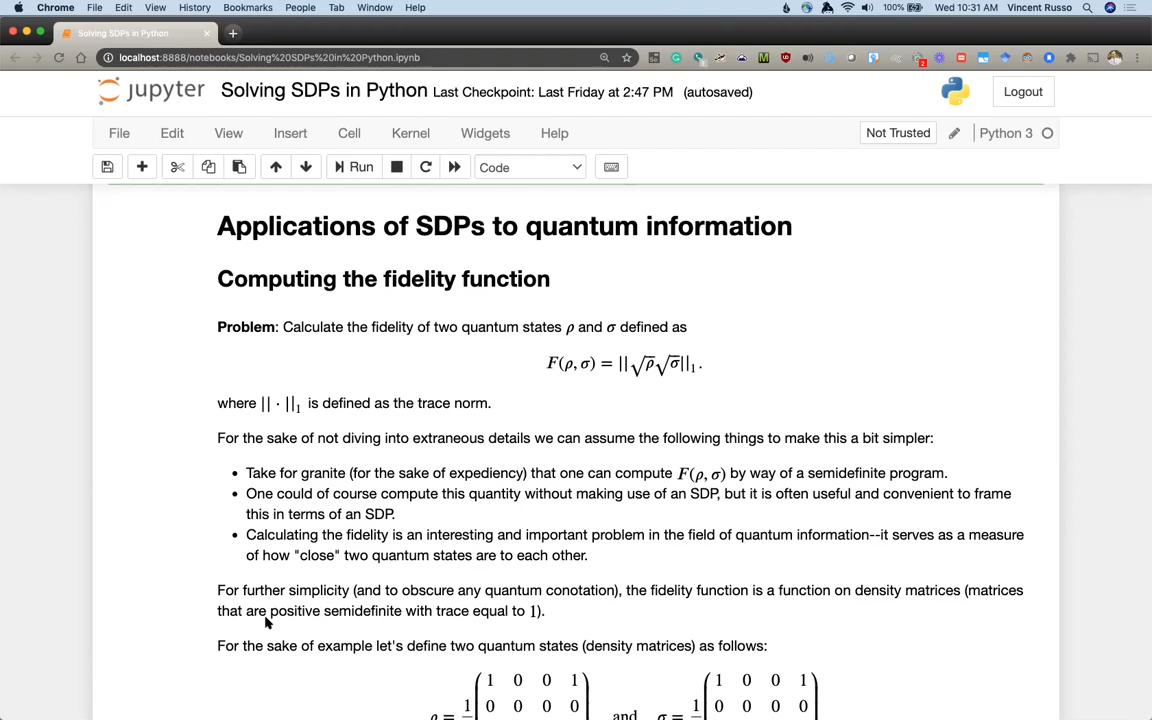 Chrome File Edit View History Bookmarks People Tab Window Help 100% Wed 10:31 AM Vincent Russo
Solving SDPs in Python
localhost:8888/notebooks/Solving%20SDPs%20in%20Python.ipynb
jupyter Solving SDPs in Python Last Checkpoint: Last Friday at 2:47 PM (autosaved) Logout
File Edit View Insert Cell Kernel Widgets Help Not Trusted Python 3
Run Code
Applications of SDPs to quantum information
Computing the fidelity function
Problem: Calculate the fidelity of two quantum states ρ and σ defined as
F(ρ, σ) = ||√ρ√σ||₁.
where || · ||₁ is defined as the trace norm.
For the sake of not diving into extraneous details we can assume the following things to make this a bit simpler:
• Take for granite (for the sake of expediency) that one can compute F(ρ, σ) by way of a semidefinite program.
• One could of course compute this quantity without making use of an SDP, but it is often useful and convenient to frame
this in terms of an SDP.
• Calculating the fidelity is an interesting and important problem in the field of quantum information--it serves as a measure
of how "close" two quantum states are to each other.
For further simplicity (and to obscure any quantum conotation), the fidelity function is a function on density matrices (matrices
that are positive semidefinite with trace equal to 1).
For the sake of example let's define two quantum states (density matrices) as follows:
1 0 0 1 1 0 0 1
1 0 0 0 0 1 0 0 0 0
ρ = and σ =